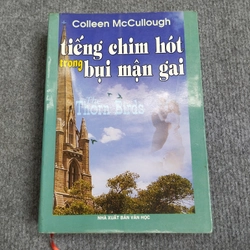 Colleen McCullough
tiếng chim hót
trong bụi mận gai
Thorn Birds
NHÀ XUẤT BẢN VĂN HỌC